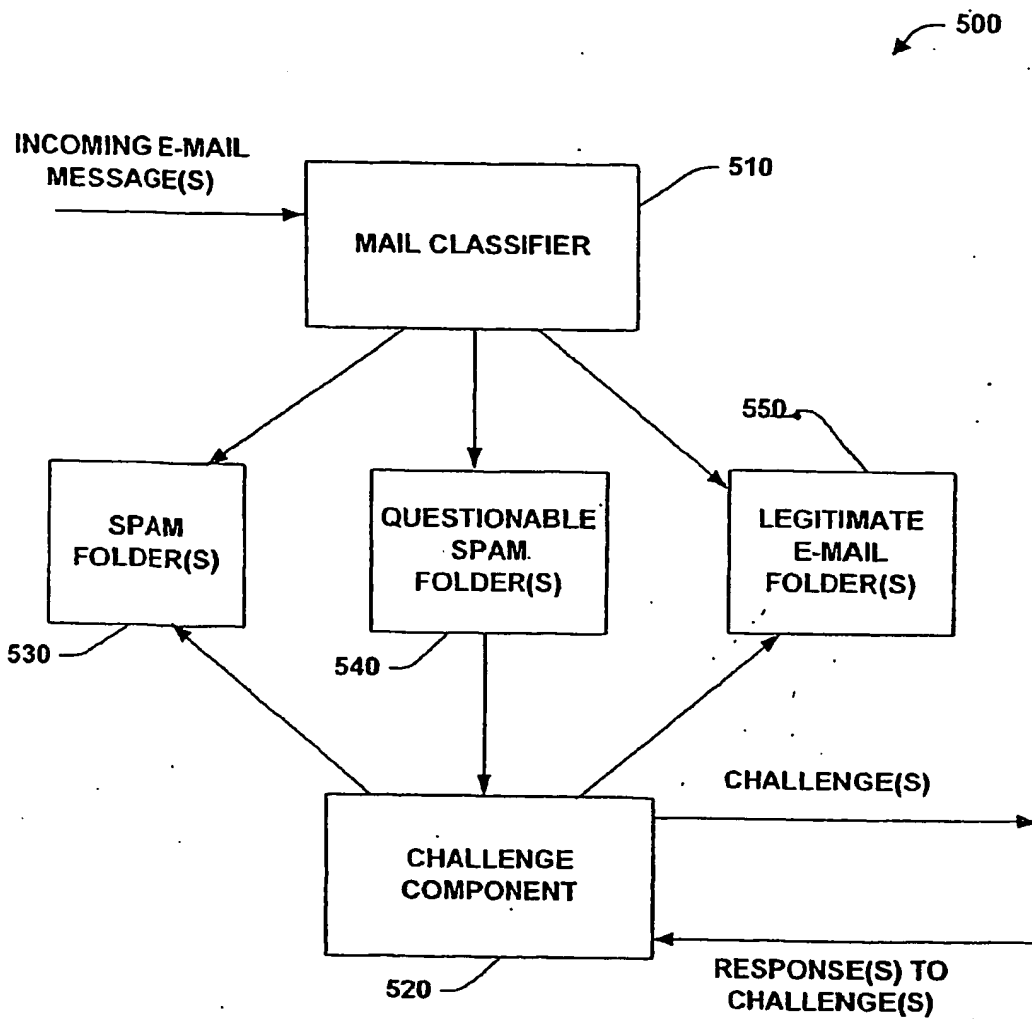 500
INCOMING E-MAIL
MESSAGE(S)
510
MAIL CLASSIFIER
550
SPAM
FOLDER(S)
QUESTIONABLE
SPAM
FOLDER(S)
LEGITIMATE
E-MAIL
FOLDER(S)
530
540
CHALLENGE(S)
CHALLENGE
COMPONENT
520
RESPONSE(S) TO
CHALLENGE(S)